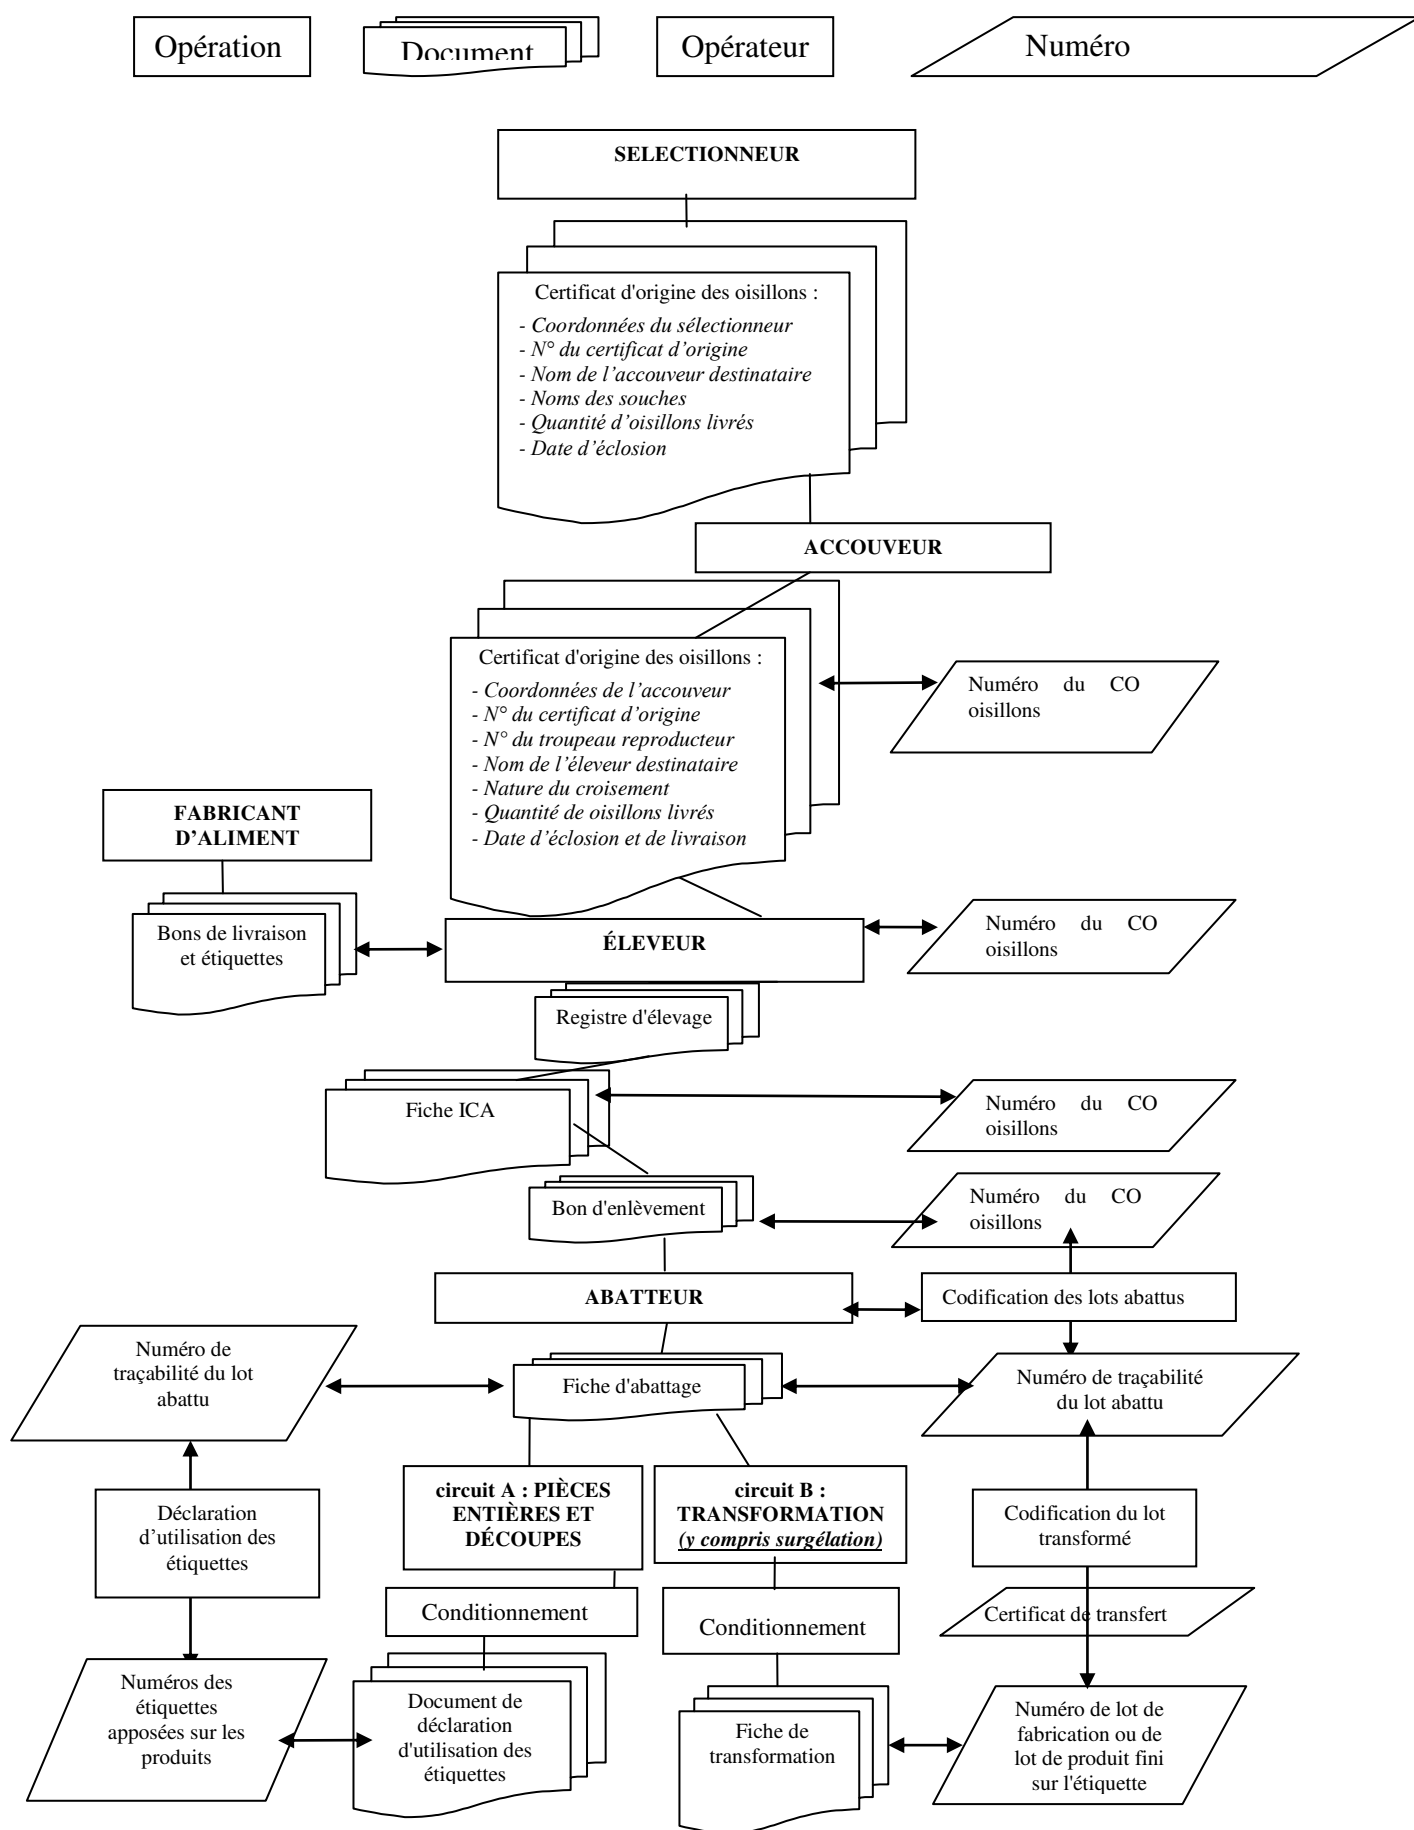 Opération
Document
Opérateur
Numéro
SELECTIONNEUR
Certificat d'origine des oisillons :
- Coordonnées du sélectionneur
- N° du certificat d’origine
- Nom de l’accouveur destinataire
- Noms des souches
- Quantité d’oisillons livrés
- Date d’éclosion
ACCOUVEUR
Certificat d'origine des oisillons :
- Coordonnées de l’accouveur
- N° du certificat d’origine
- N° du troupeau reproducteur
- Nom de l’éleveur destinataire
- Nature du croisement
- Quantité de oisillons livrés
- Date d’éclosion et de livraison
Numéro du CO
oisillons
FABRICANT
D’ALIMENT
Bons de livraison
et étiquettes
ÉLEVEUR
Numéro du CO
oisillons
Registre d'élevage
Fiche ICA
Numéro du CO
oisillons
Bon d'enlèvement
Numéro du CO
oisillons
ABATTEUR
Codification des lots abattus
Numéro de
traçabilité du lot
abattu
Fiche d'abattage
Numéro de traçabilité
du lot abattu
Déclaration
d’utilisation des
étiquettes
circuit A : PIÈCES
ENTIÈRES ET
DÉCOUPES
circuit B :
TRANSFORMATION
(y compris surgélation)
Codification du lot
transformé
Conditionnement
Conditionnement
Certificat de transfert
Numéros des
étiquettes
apposées sur les
produits
Document de
déclaration
d'utilisation des
étiquettes
Fiche de
transformation
Numéro de lot de
fabrication ou de
lot de produit fini
sur l'étiquette